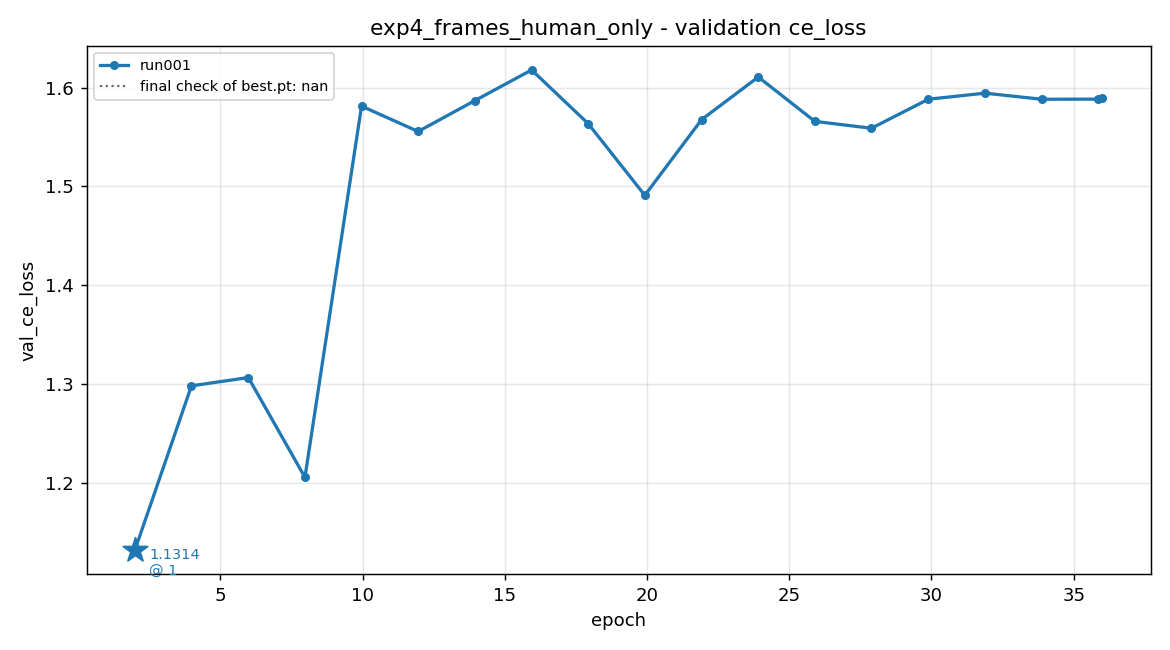 exp4_frames_human_only - validation ce_loss
run001
final check of best.pt: nan
1.6
1.5
1.4
1.3
1.2
val_ce_loss
1.1314
@ 1
5 10 15 20 25 30 35
epoch